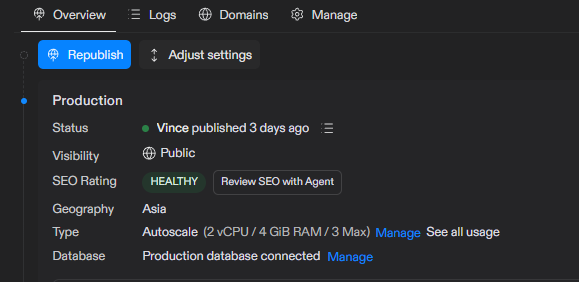 Overview Logs Domains Manage
Republish Adjust settings
Production
Status Vince published 3 days ago
Visibility Public
SEO Rating HEALTHY Review SEO with Agent
Geography Asia
Type Autoscale (2 vCPU / 4 GiB RAM / 3 Max) Manage See all usage
Database Production database connected Manage